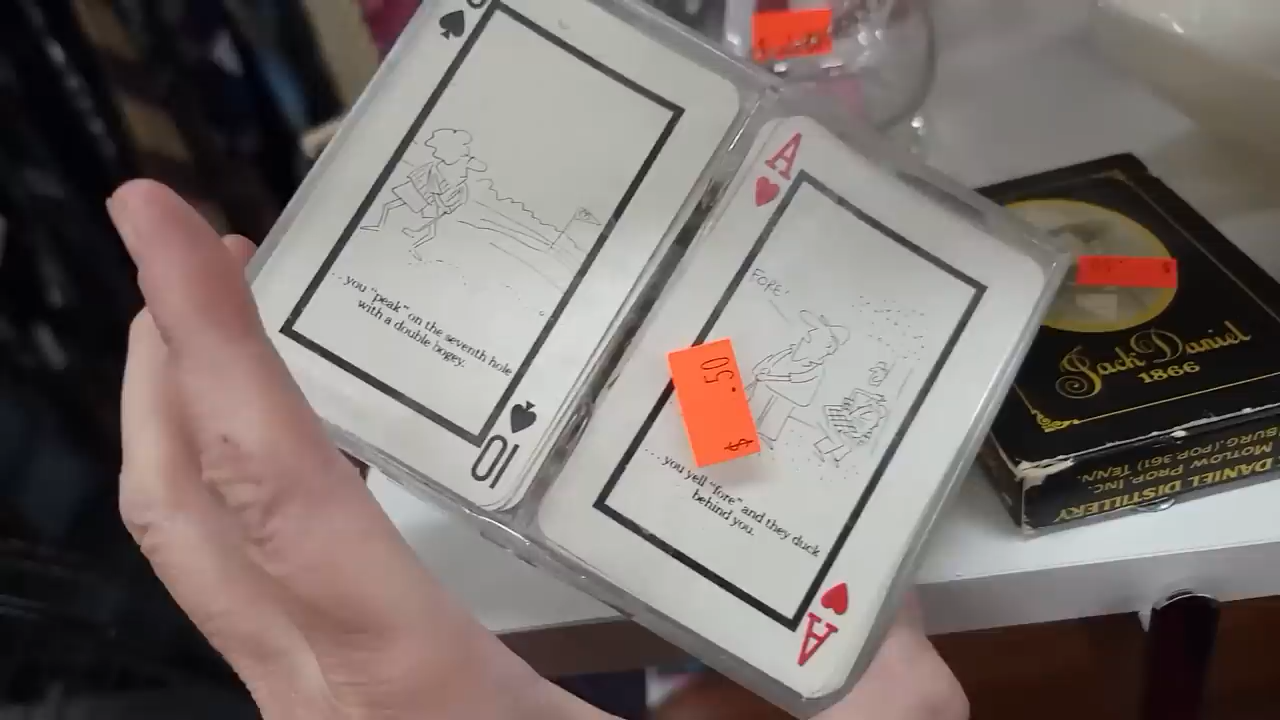 ... you "peak" on the seventh hole
with a double bogey.
10
A
FORE!
$ .50
... you yell "fore" and they duck
behind you.
A
Jack Daniel
1866
DANIEL DISTILLERY
MOTLOW PROP. INC.
BURG, (POP. 361) TENN.